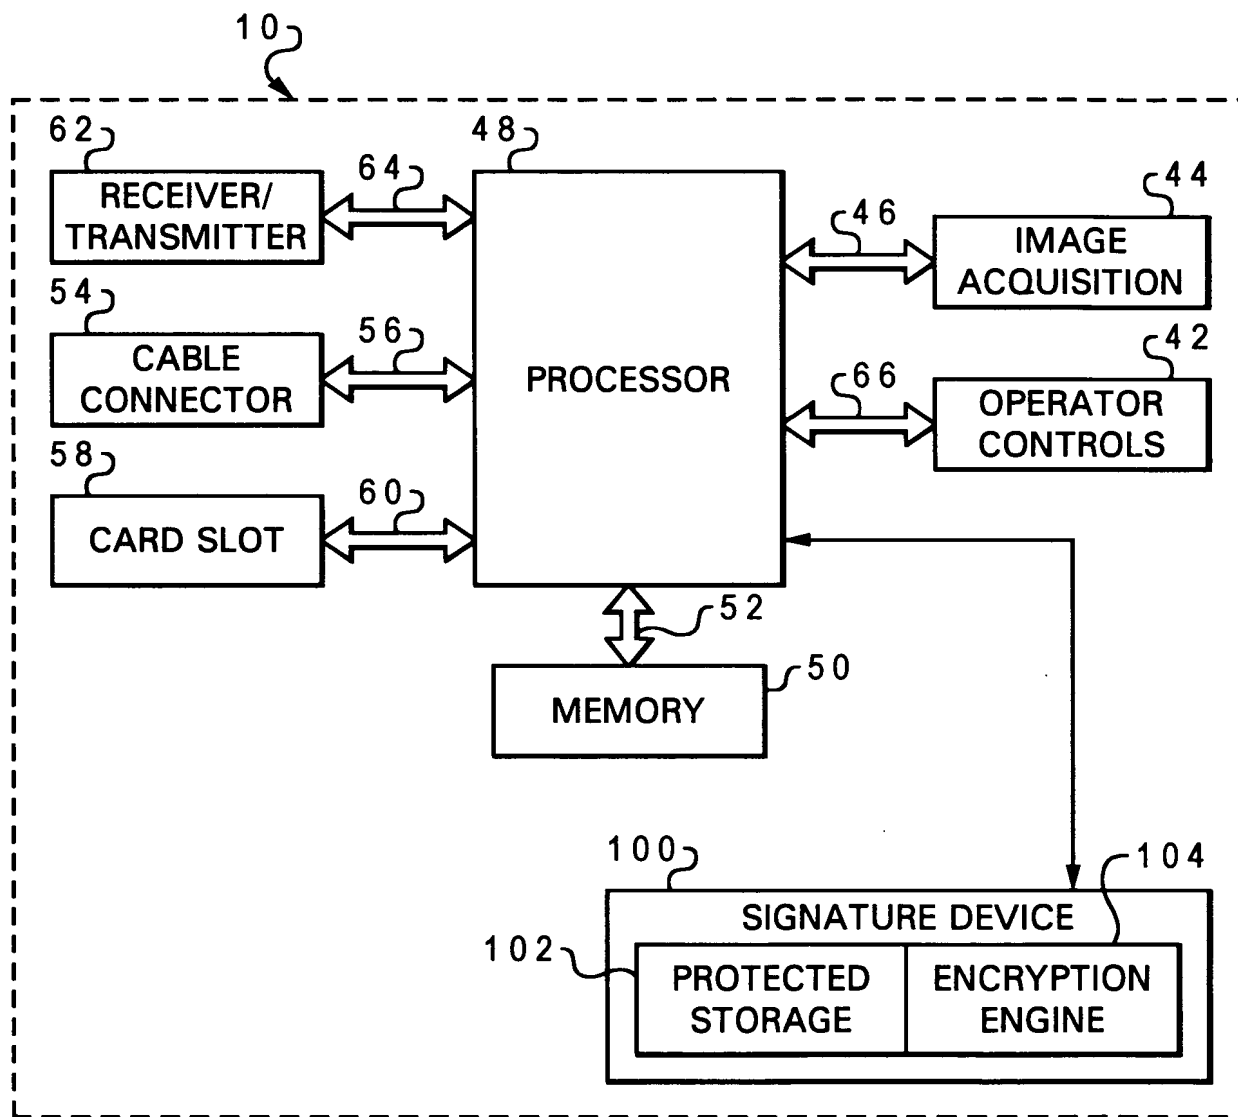 10
62
RECEIVER/
TRANSMITTER
64
48
PROCESSOR
46
44
IMAGE
ACQUISITION
54
CABLE
CONNECTOR
56
66
42
OPERATOR
CONTROLS
58
CARD SLOT
60
52
MEMORY
50
100
SIGNATURE DEVICE
104
102
PROTECTED
STORAGE
ENCRYPTION
ENGINE